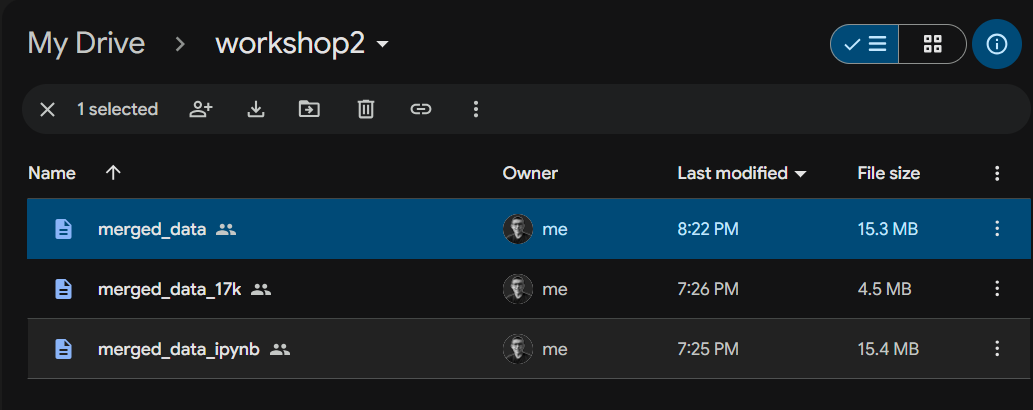 My Drive > workshop2
1 selected
Name Owner Last modified File size
merged_data me 8:22 PM 15.3 MB
merged_data_17k me 7:26 PM 4.5 MB
merged_data_ipynb me 7:25 PM 15.4 MB